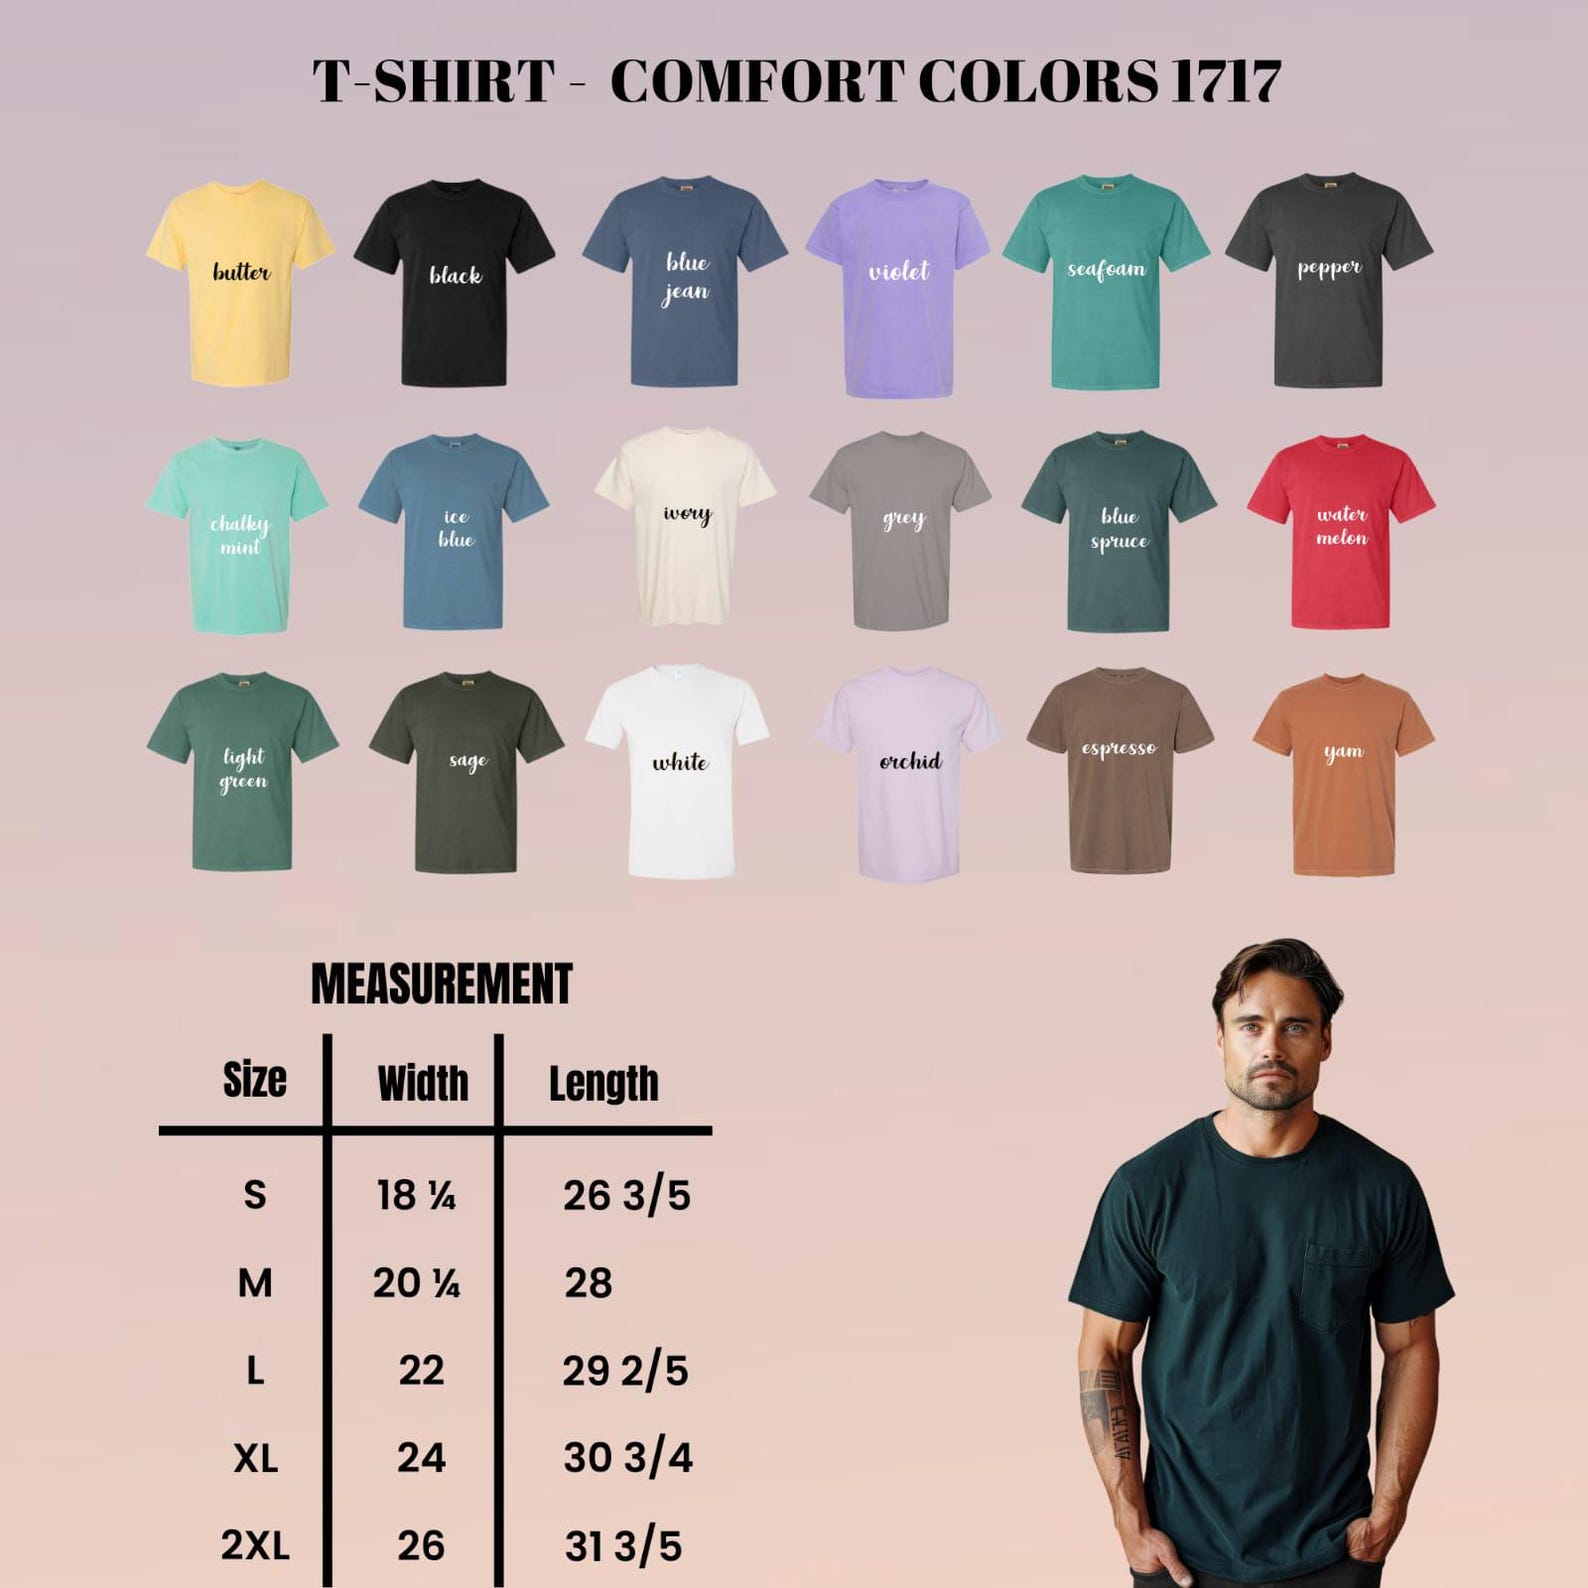 T-SHIRT - COMFORT COLORS 1717
butter
black
blue
jean
violet
seafoam
pepper
chalky
mint
ice
blue
ivory
grey
blue
spruce
water
melon
light
green
sage
white
orchid
espresso
yam
MEASUREMENT
Size Width Length
S 18 ¼ 26 3/5
M 20 ¼ 28
L 22 29 2/5
XL 24 30 3/4
2XL 26 31 3/5